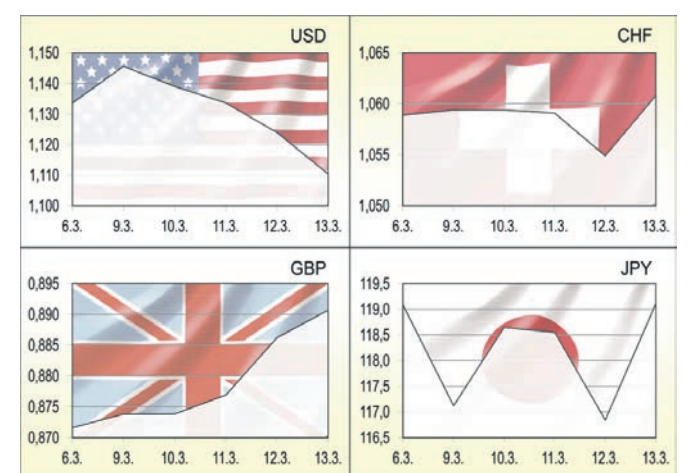 USD
1,150
1,140
1,130
1,120
1,110
1,100
6.3. 9.3. 10.3. 11.3. 12.3. 13.3.
CHF
1,065
1,060
1,055
1,050
6.3. 9.3. 10.3. 11.3. 12.3. 13.3.
GBP
0,895
0,890
0,885
0,880
0,875
0,870
6.3. 9.3. 10.3. 11.3. 12.3. 13.3.
JPY
119,5
119,0
118,5
118,0
117,5
117,0
116,5
6.3. 9.3. 10.3. 11.3. 12.3. 13.3.